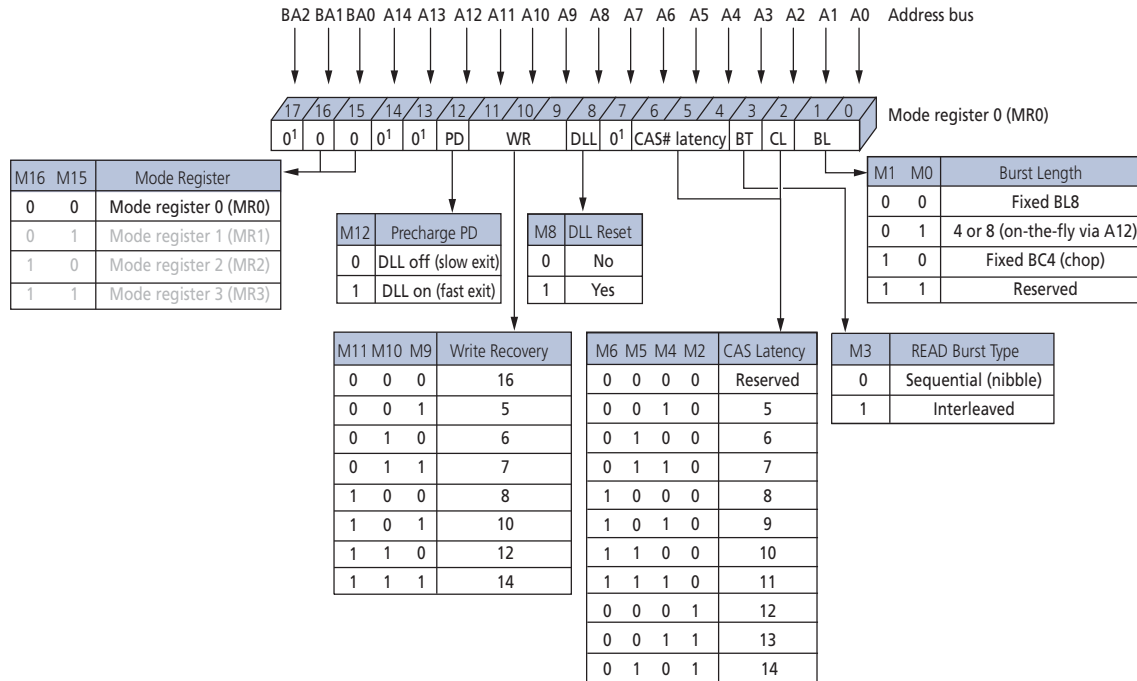 BA2 BA1 BA0 A14 A13 A12 A11 A10 A9 A8 A7 A6 A5 A4 A3 A2 A1 A0 Address bus
17 16 15 14 13 12 11 10 9 8 7 6 5 4 3 2 1 0
Mode register 0 (MR0)
0¹ 0 0 0¹ 0¹ PD WR DLL 0¹ CAS# latency BT CL BL
M16 M15 Mode Register
0 0 Mode register 0 (MR0)
0 1 Mode register 1 (MR1)
1 0 Mode register 2 (MR2)
1 1 Mode register 3 (MR3)
M12 Precharge PD
0 DLL off (slow exit)
1 DLL on (fast exit)
M8 DLL Reset
0 No
1 Yes
M1 M0 Burst Length
0 0 Fixed BL8
0 1 4 or 8 (on-the-fly via A12)
1 0 Fixed BC4 (chop)
1 1 Reserved
M11 M10 M9 Write Recovery
0 0 0 16
0 0 1 5
0 1 0 6
0 1 1 7
1 0 0 8
1 0 1 10
1 1 0 12
1 1 1 14
M6 M5 M4 M2 CAS Latency
0 0 0 0 Reserved
0 0 1 0 5
0 1 0 0 6
0 1 1 0 7
1 0 0 0 8
1 0 1 0 9
1 1 0 0 10
1 1 1 0 11
0 0 0 1 12
0 0 1 1 13
0 1 0 1 14
M3 READ Burst Type
0 Sequential (nibble)
1 Interleaved